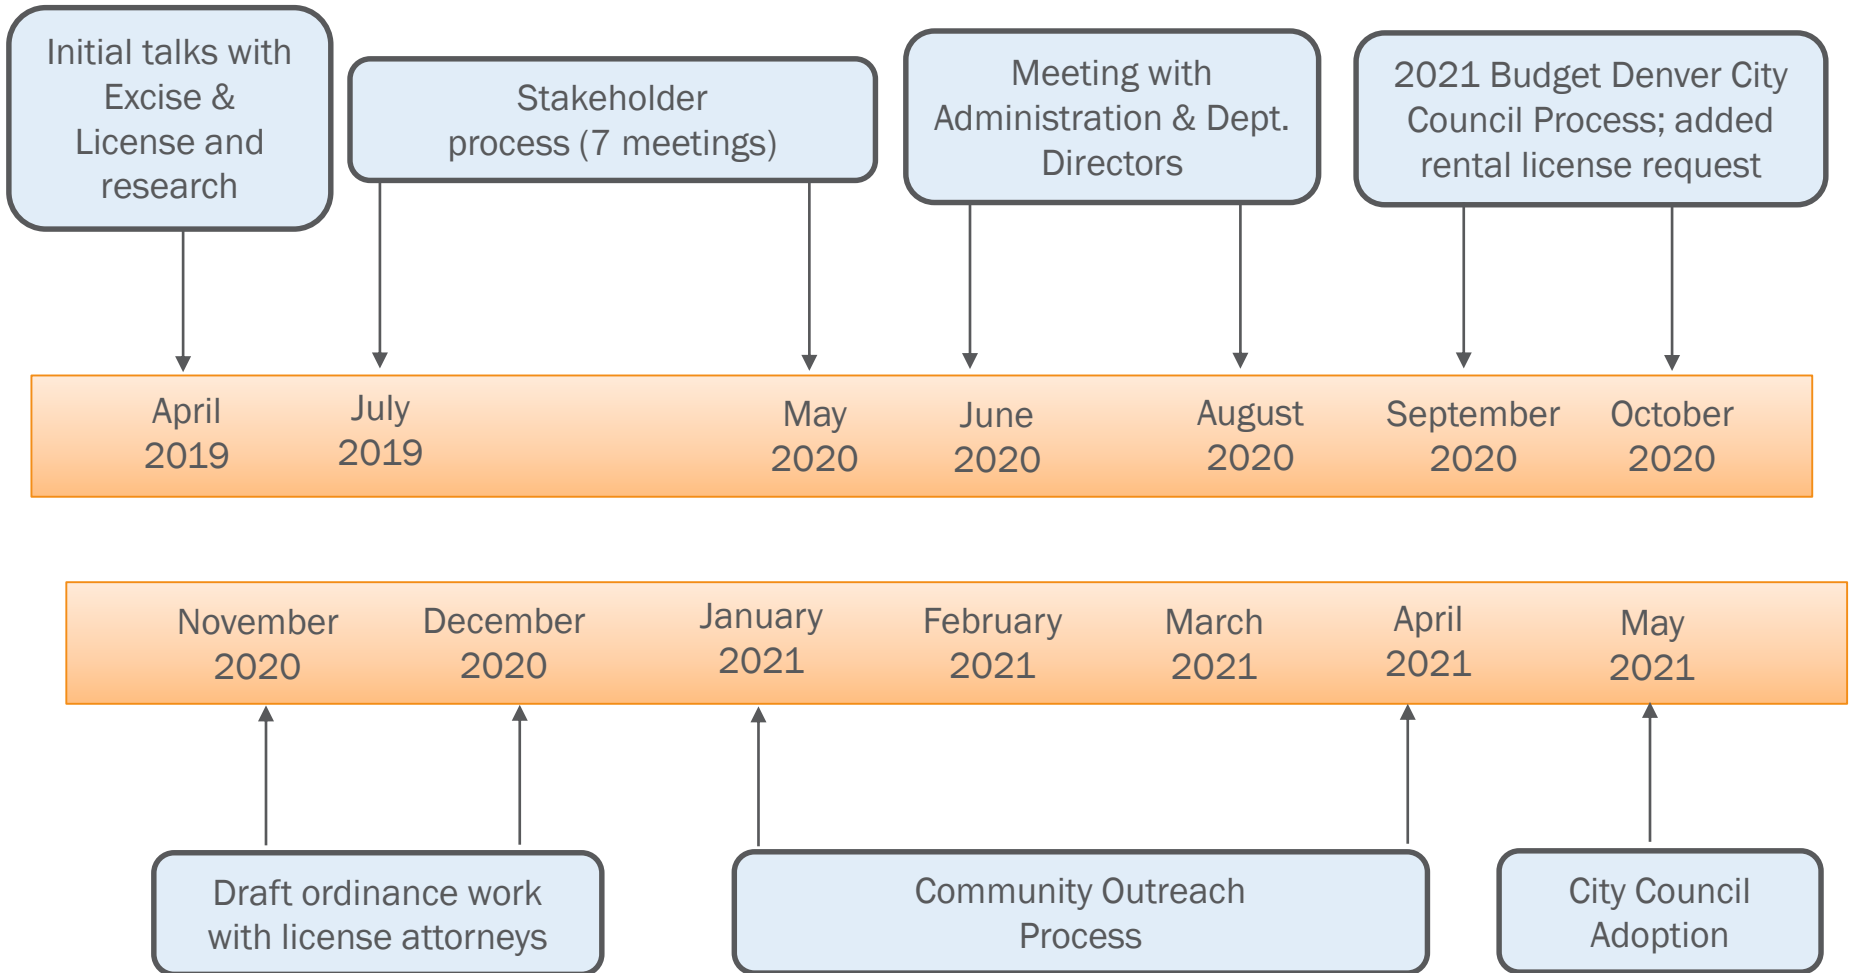 Initial talks with
Excise &
License and
research
Stakeholder
process (7 meetings)
Meeting with
Administration & Dept.
Directors
2021 Budget Denver City
Council Process; added
rental license request
April
2019
July
2019
May
2020
June
2020
August
2020
September
2020
October
2020
November
2020
December
2020
January
2021
February
2021
March
2021
April
2021
May
2021
Draft ordinance work
with license attorneys
Community Outreach
Process
City Council
Adoption